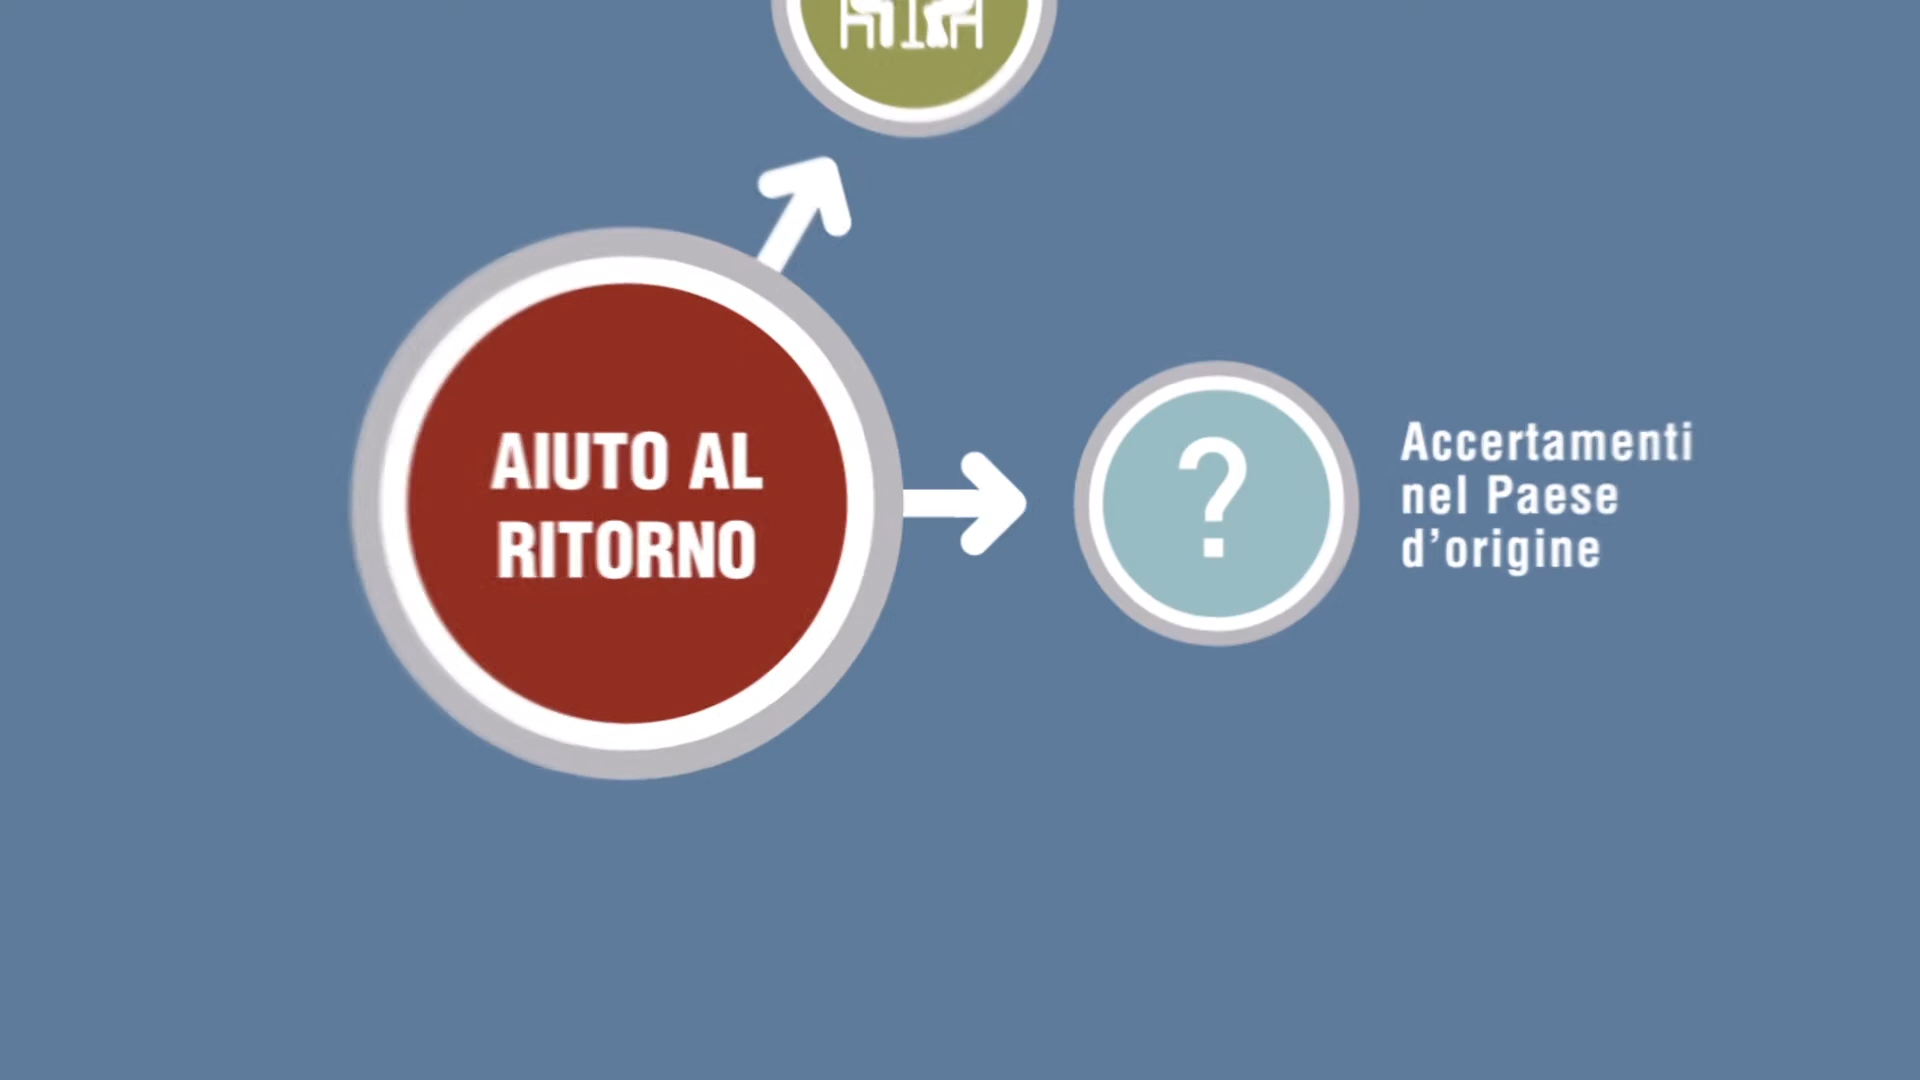 AIUTO AL
RITORNO
?
Accertamenti
nel Paese
d’origine